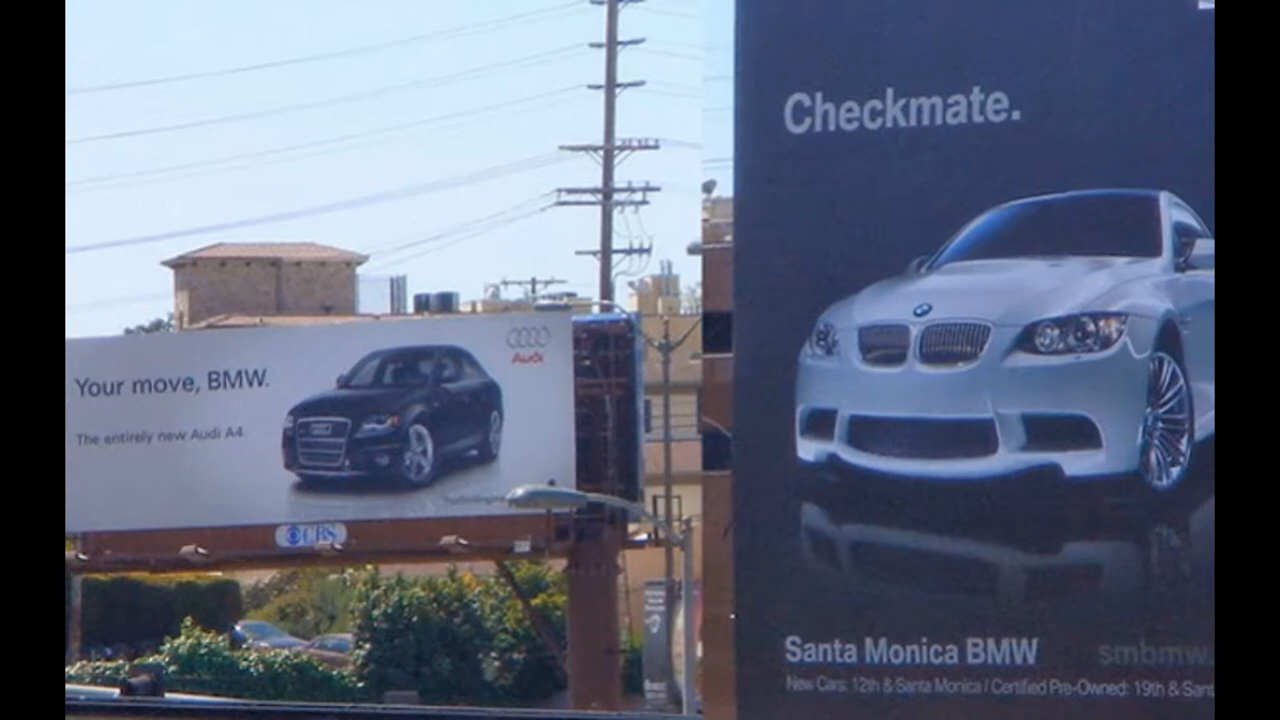 Your move, BMW.
The entirely new Audi A4.
Audi
CBS
Checkmate.
Santa Monica BMW
smbmw.
New Cars: 12th & Santa Monica / Certified Pre-Owned: 19th & Sant